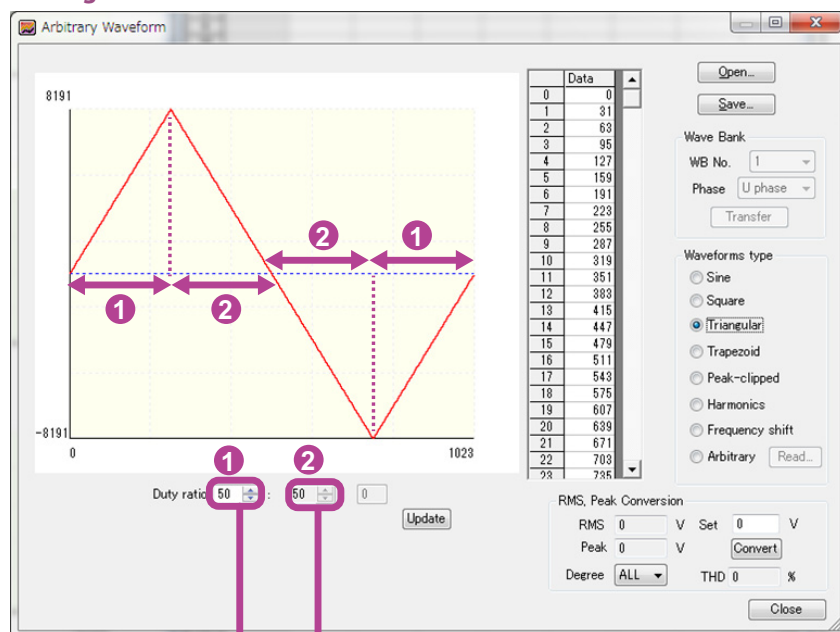 Arbitrary Waveform
8191
-8191
0
1023
1
2
2
1
1
2
Duty ratio 50 : 50 0
Update
Data
0 0
1 31
2 63
3 95
4 127
5 159
6 191
7 223
8 255
9 287
10 319
11 351
12 383
13 415
14 447
15 479
16 511
17 543
18 575
19 607
20 639
21 671
22 703
23 735
Open...
Save...
Wave Bank
WB No. 1
Phase U phase
Transfer
Waveforms type
Sine
Square
Triangular
Trapezoid
Peak-clipped
Harmonics
Frequency shift
Arbitrary Read...
RMS, Peak Conversion
RMS 0 V Set 0 V
Peak 0 V Convert
Degree ALL THD 0 %
Close